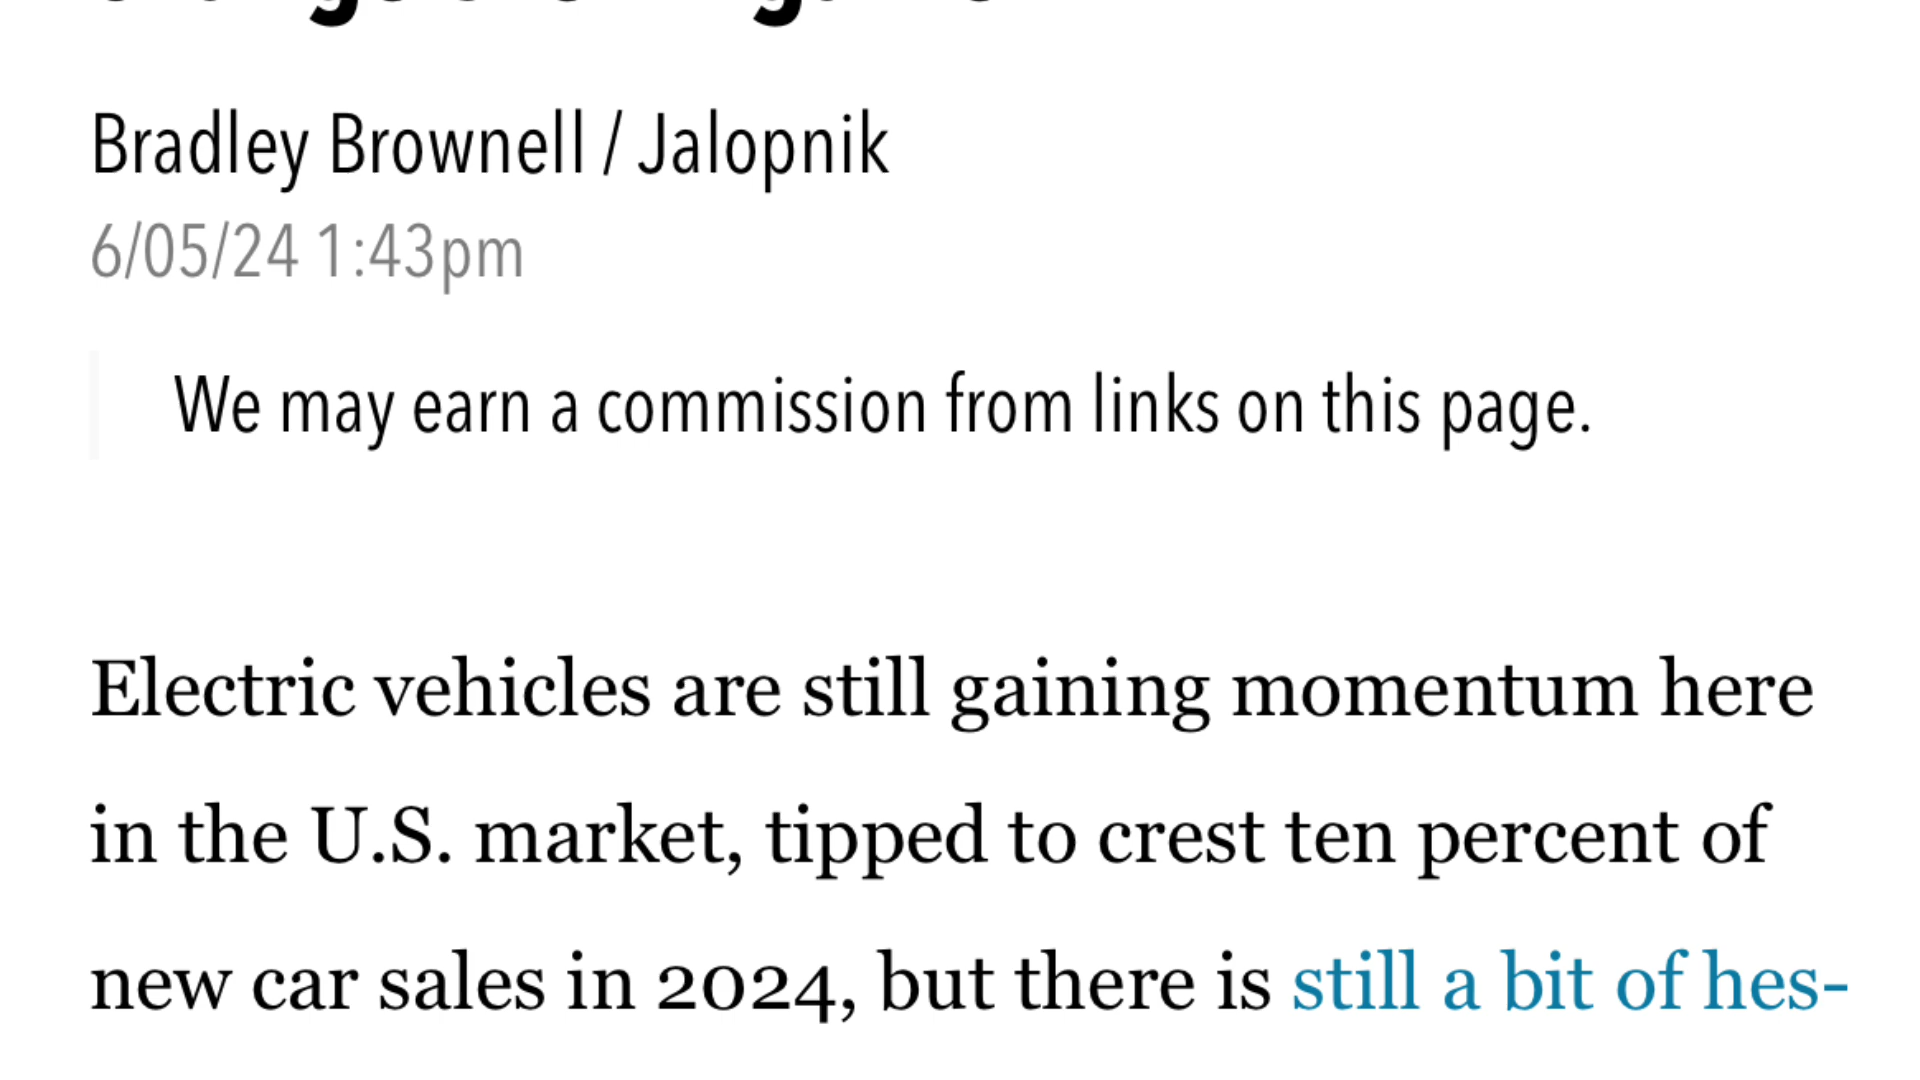 Bradley Brownell / Jalopnik
6/05/24 1:43pm
We may earn a commission from links on this page.
Electric vehicles are still gaining momentum here
in the U.S. market, tipped to crest ten percent of
new car sales in 2024, but there is still a bit of hes-